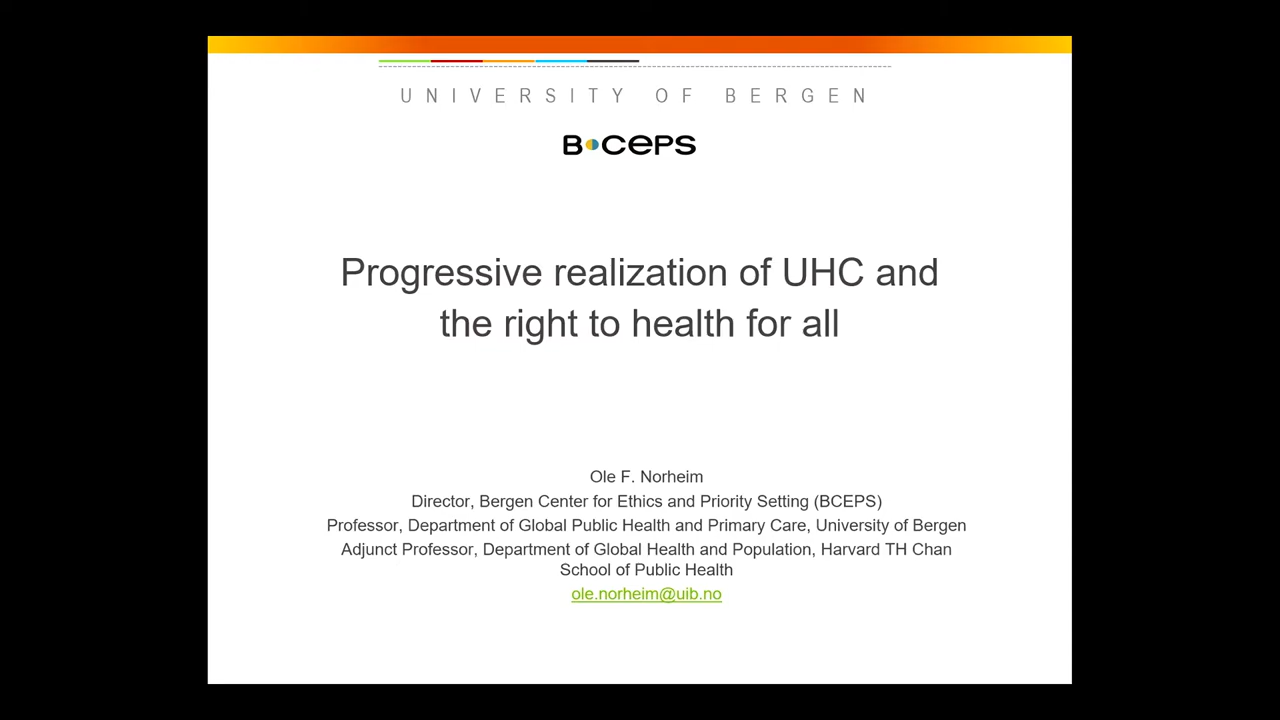 UNIVERSITY OF BERGEN
BCEPS
Progressive realization of UHC and
the right to health for all
Ole F. Norheim
Director, Bergen Center for Ethics and Priority Setting (BCEPS)
Professor, Department of Global Public Health and Primary Care, University of Bergen
Adjunct Professor, Department of Global Health and Population, Harvard TH Chan
School of Public Health
ole.norheim@uib.no